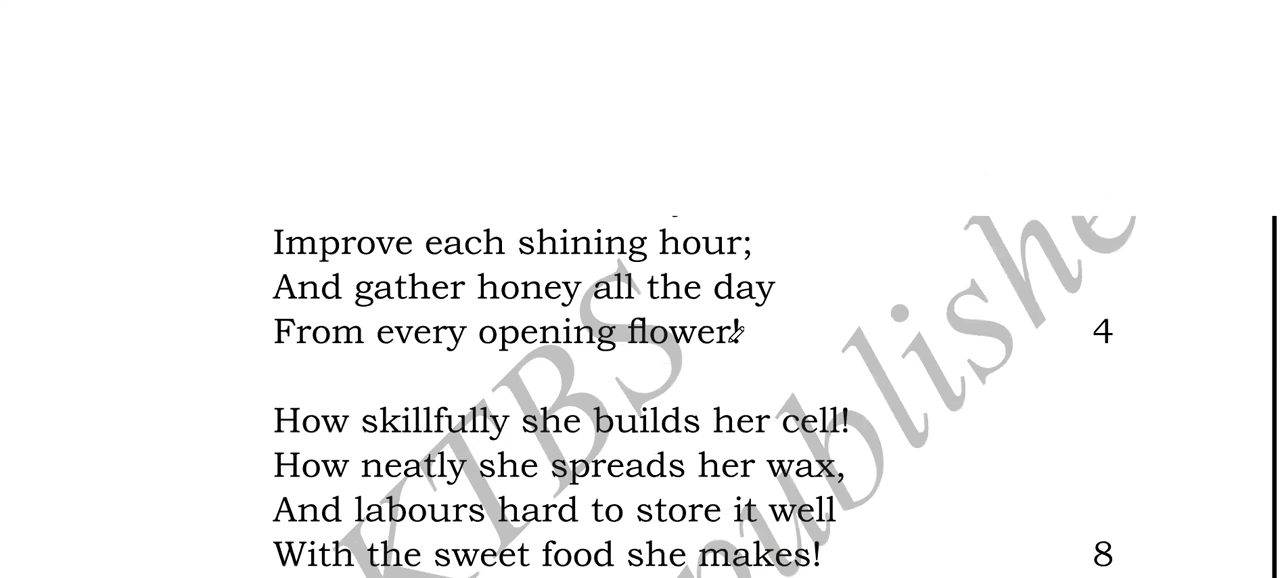 Improve each shining hour;
And gather honey all the day
From every opening flower!
4
How skillfully she builds her cell!
How neatly she spreads her wax,
And labours hard to store it well
With the sweet food she makes!
8
KTBS
publishe